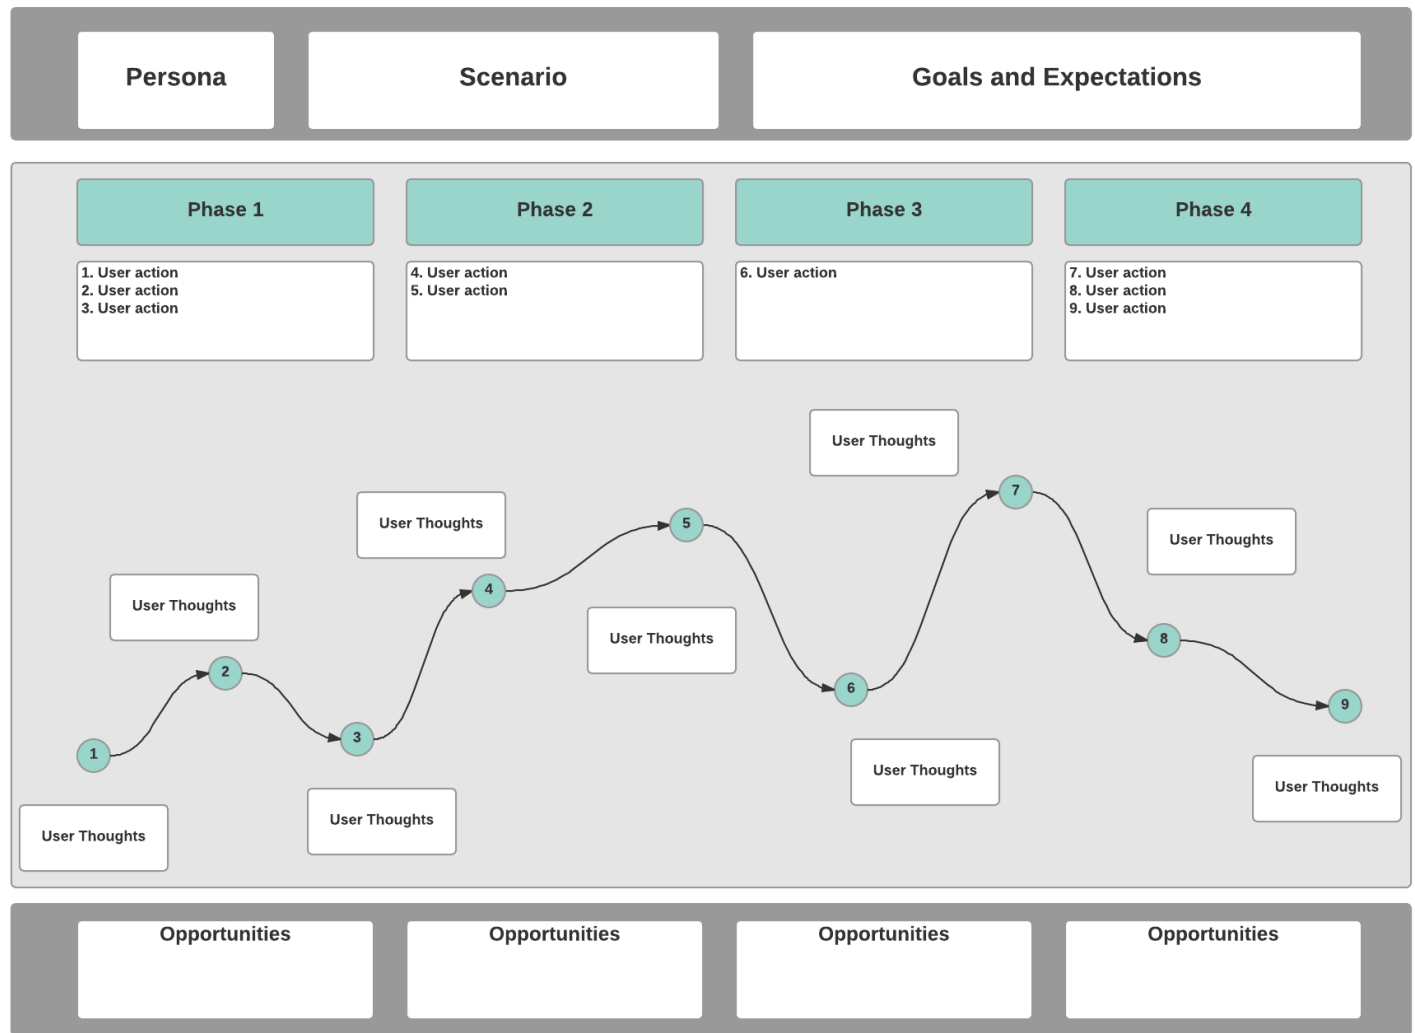 Persona
Scenario
Goals and Expectations
Phase 1
Phase 2
Phase 3
Phase 4
1. User action
2. User action
3. User action
4. User action
5. User action
6. User action
7. User action
8. User action
9. User action
User Thoughts
7
User Thoughts
5
User Thoughts
4
User Thoughts
User Thoughts
8
2
6
9
3
1
User Thoughts
User Thoughts
User Thoughts
User Thoughts
Opportunities
Opportunities
Opportunities
Opportunities